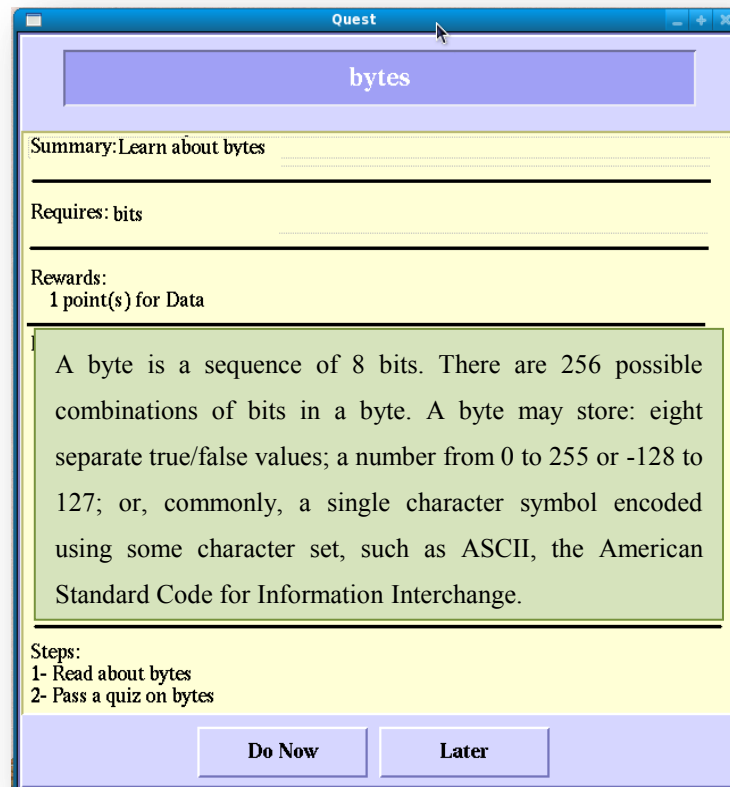 Quest
bytes
Summary: Learn about bytes
Requires: bits
Rewards:
1 point(s) for Data
A byte is a sequence of 8 bits. There are 256 possible
combinations of bits in a byte. A byte may store: eight
separate true/false values; a number from 0 to 255 or -128 to
127; or, commonly, a single character symbol encoded
using some character set, such as ASCII, the American
Standard Code for Information Interchange.
Steps:
1- Read about bytes
2- Pass a quiz on bytes
Do Now Later